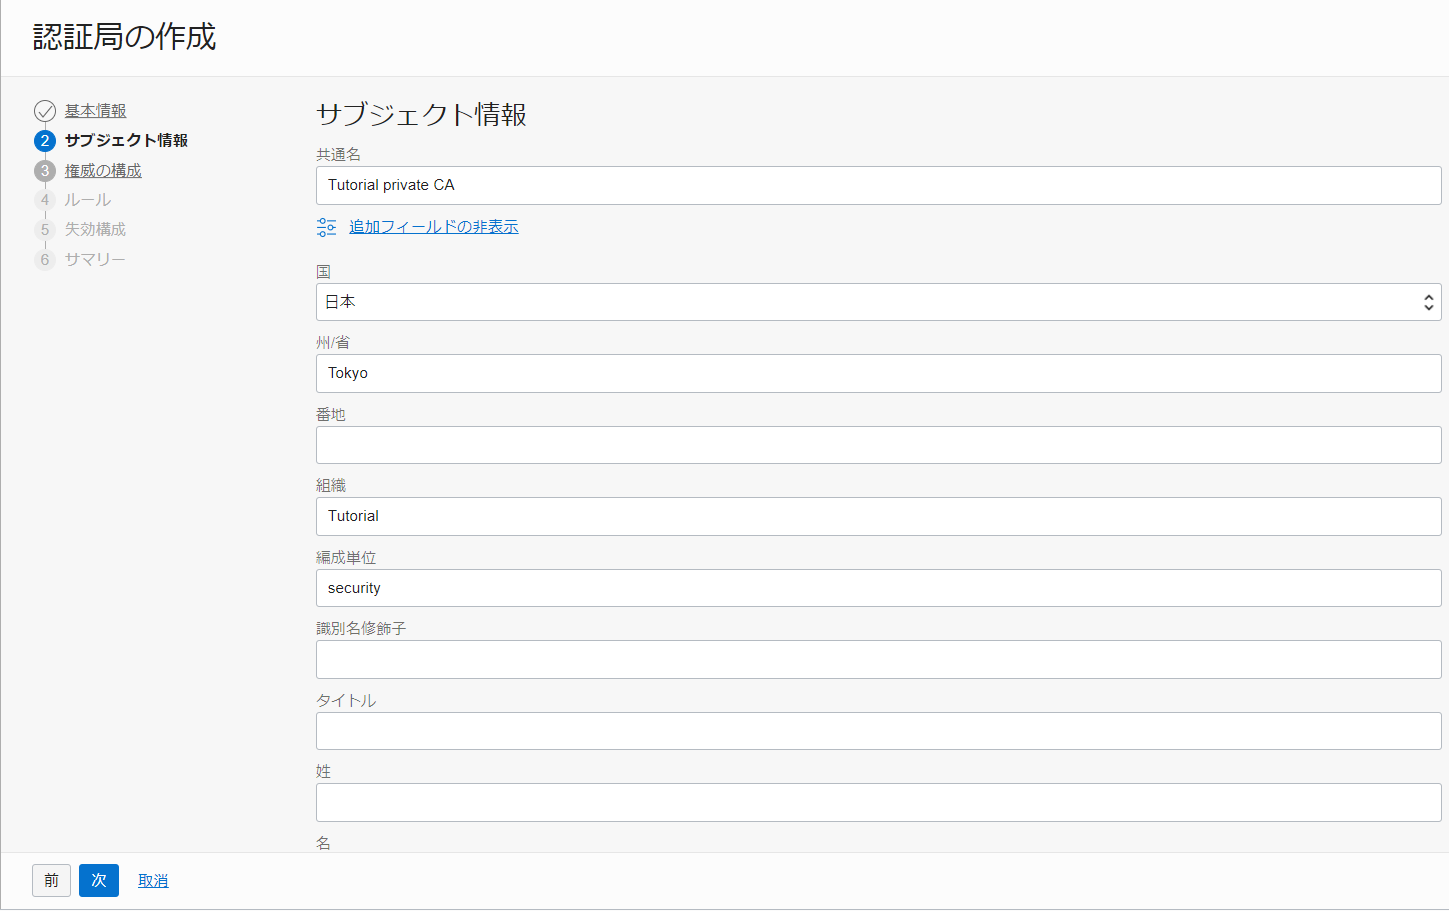 認証局の作成
基本情報
2 サブジェクト情報
3 権威の構成
4 ルール
5 失効構成
6 サマリー
サブジェクト情報
共通名
Tutorial private CA
追加フィールドの非表示
国
日本
州/省
Tokyo
番地
組織
Tutorial
編成単位
security
識別名修飾子
タイトル
姓
名
前 次 取消